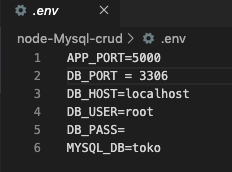 .env
node-Mysql-crud > .env
1 APP_PORT=5000
2 DB_PORT = 3306
3 DB_HOST=localhost
4 DB_USER=root
5 DB_PASS=
6 MYSQL_DB=toko